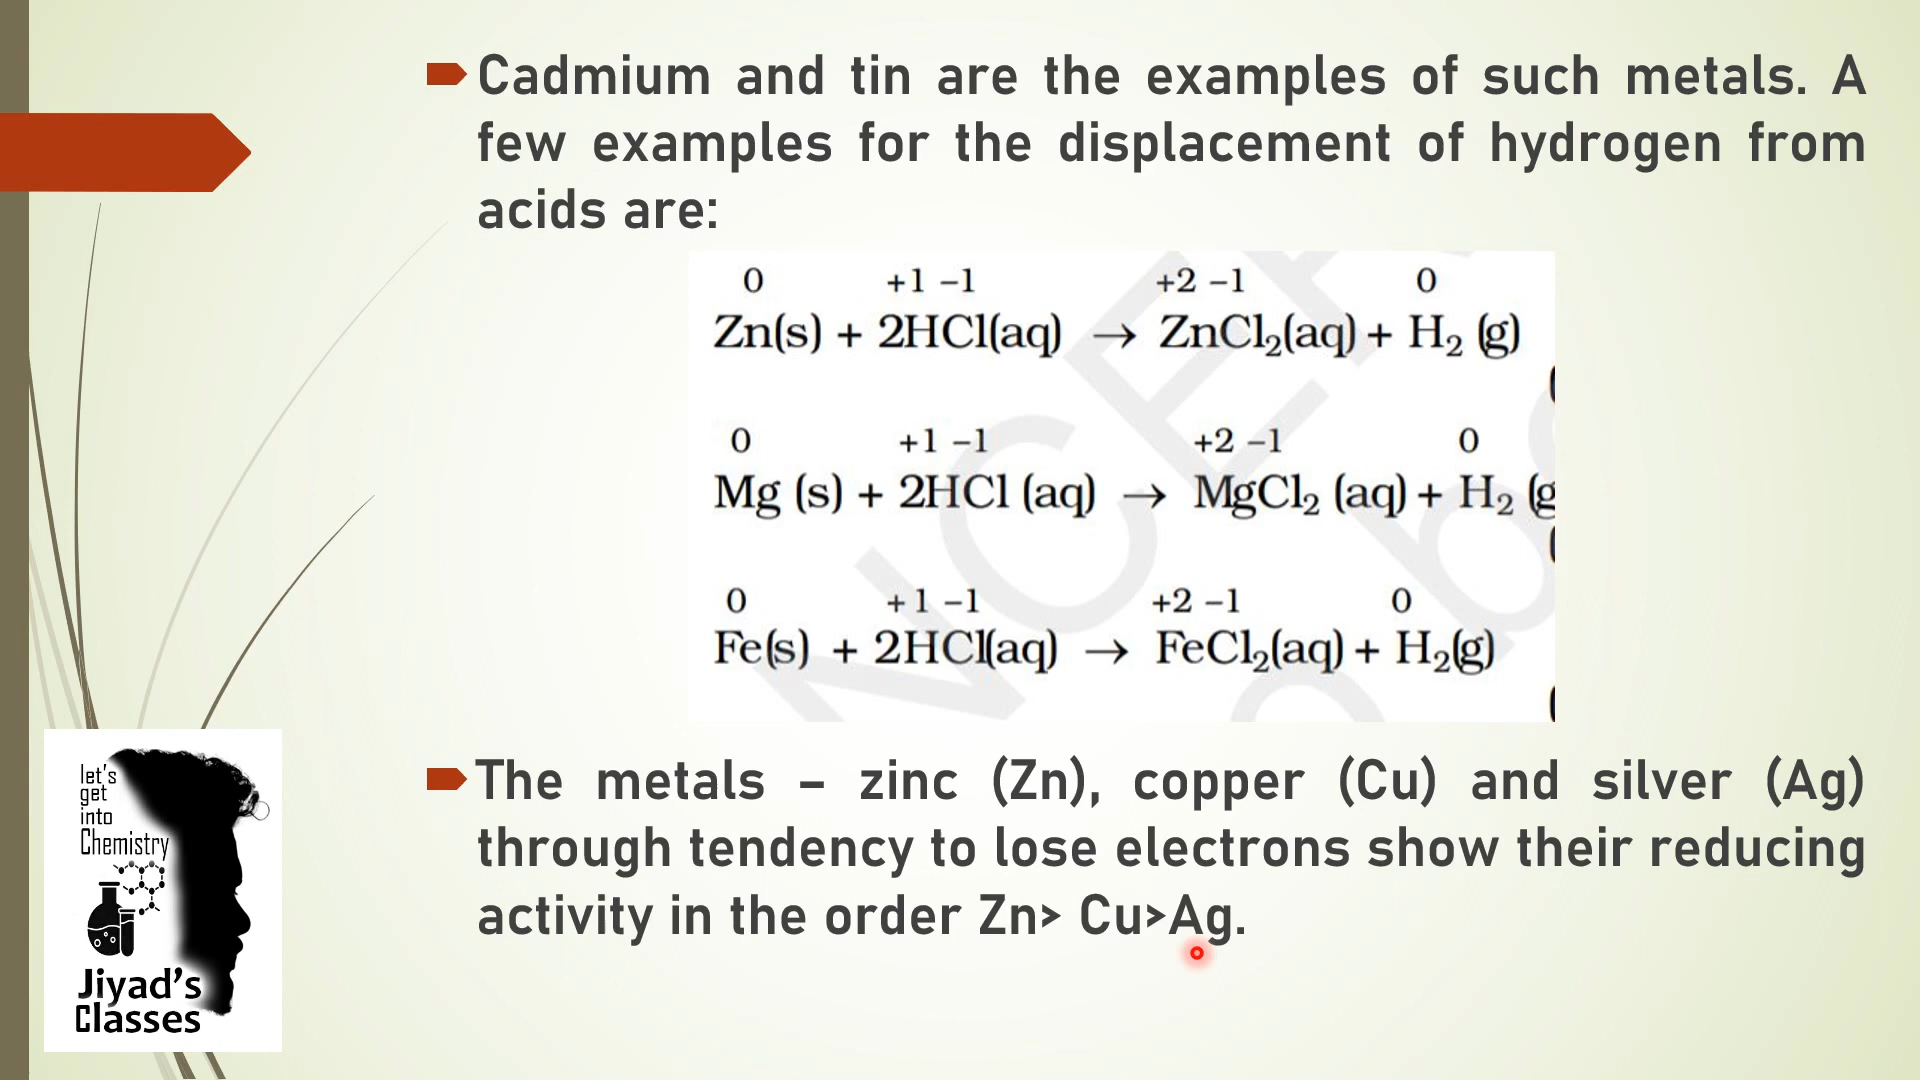 Cadmium and tin are the examples of such metals. A
few examples for the displacement of hydrogen from
acids are:
0 +1 –1 +2 –1 0
Zn(s) + 2HCl(aq) → ZnCl₂(aq) + H₂ (g)
0 +1 –1 +2 –1 0
Mg (s) + 2HCl (aq) → MgCl₂ (aq) + H₂ (g
0 +1 –1 +2 –1 0
Fe(s) + 2HCl(aq) → FeCl₂(aq) + H₂(g)
The metals – zinc (Zn), copper (Cu) and silver (Ag)
through tendency to lose electrons show their reducing
activity in the order Zn> Cu>Ag.
let's
get
into
Chemistry
Jiyad's
Classes